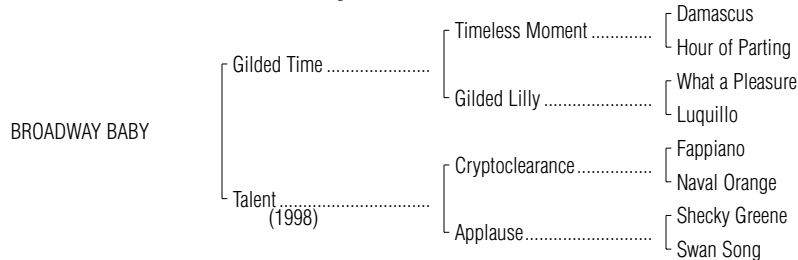 Damascus
Timeless Moment ..............
Hour of Parting
Gilded Time ......................
What a Pleasure
Gilded Lilly ......................
Luquillo
BROADWAY BABY
Fappiano
Cryptoclearance ................
Naval Orange
Talent ................................
(1998)
Shecky Greene
Applause ..........................
Swan Song